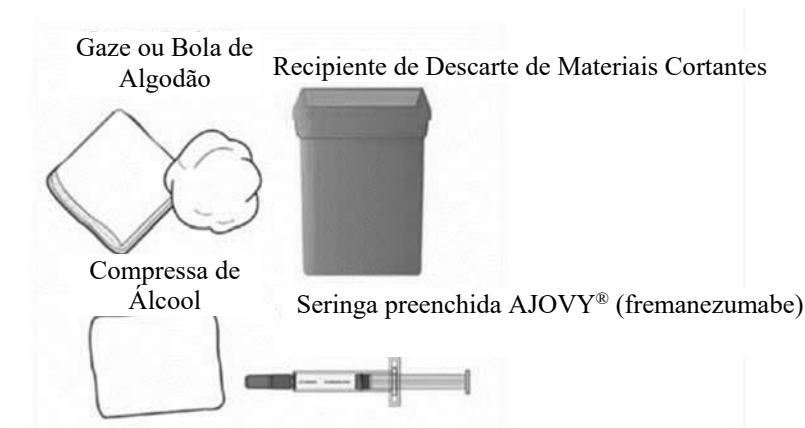 Gaze ou Bola de
Algodão
Recipiente de Descarte de Materiais Cortantes
Compressa de
Álcool
Seringa preenchida AJOVY® (fremanezumabe)